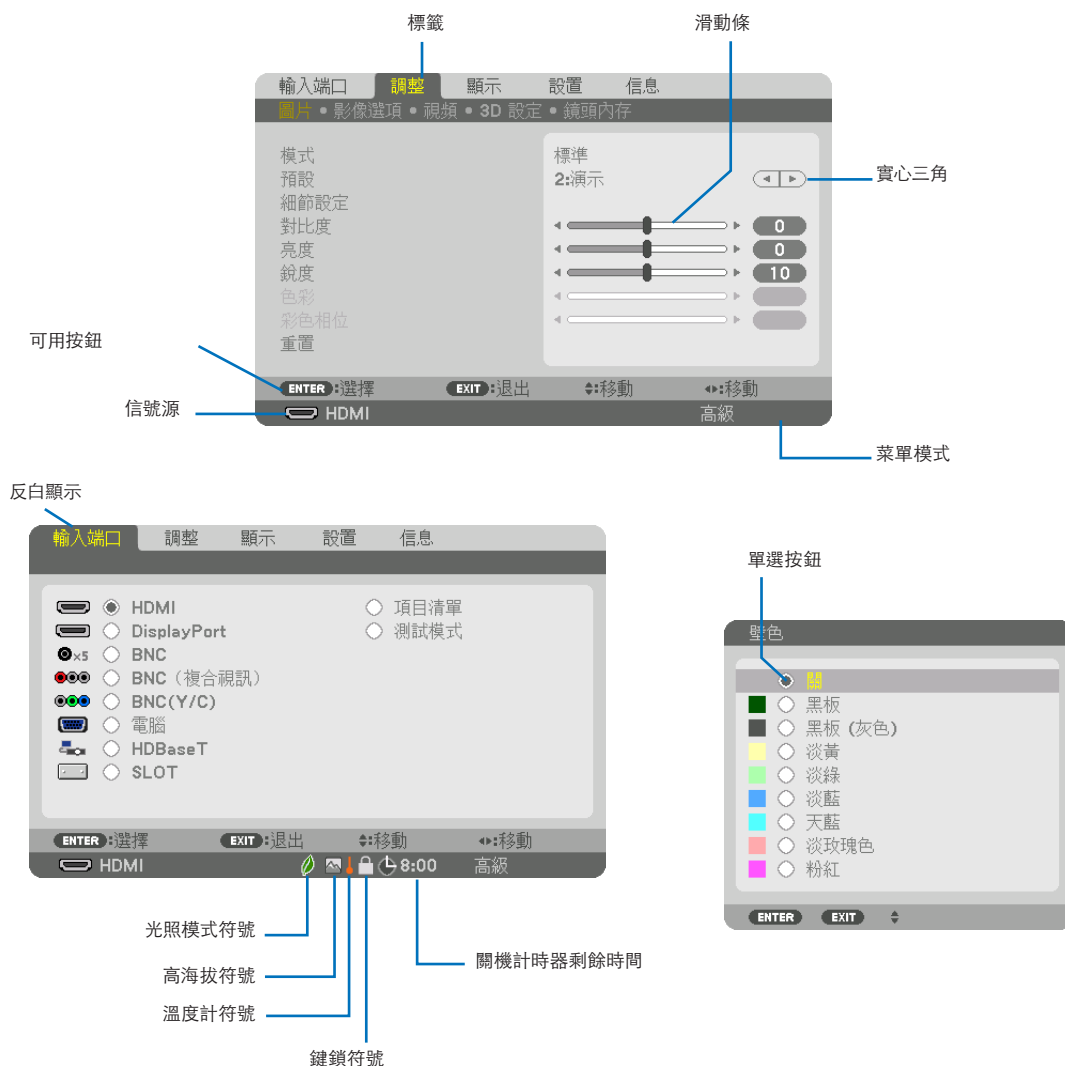 標籤
滑動條
輸入端口 調整 顯示 設置 信息
圖片 • 影像選項 • 視頻 • 3D 設定 • 鏡頭內存
模式 標準
預設 2:演示
實心三角
細節設定
對比度 0
亮度 0
銳度 10
色彩
彩色相位
重置
可用按鈕
ENTER:選擇 EXIT:退出 :移動 :移動
信號源
HDMI 高級
菜單模式
反白顯示
輸入端口 調整 顯示 設置 信息
HDMI 項目清單
DisplayPort 測試模式
×5 BNC
BNC（複合視訊）
BNC(Y/C)
電腦
HDBaseT
SLOT
ENTER:選擇 EXIT:退出 :移動 :移動
HDMI 8:00 高級
光照模式符號
高海拔符號
溫度計符號
鍵鎖符號
關機計時器剩餘時間
單選按鈕
壁色
關
黑板
黑板 (灰色)
淡黃
淡綠
淡藍
天藍
淡玫瑰色
粉紅
ENTER EXIT